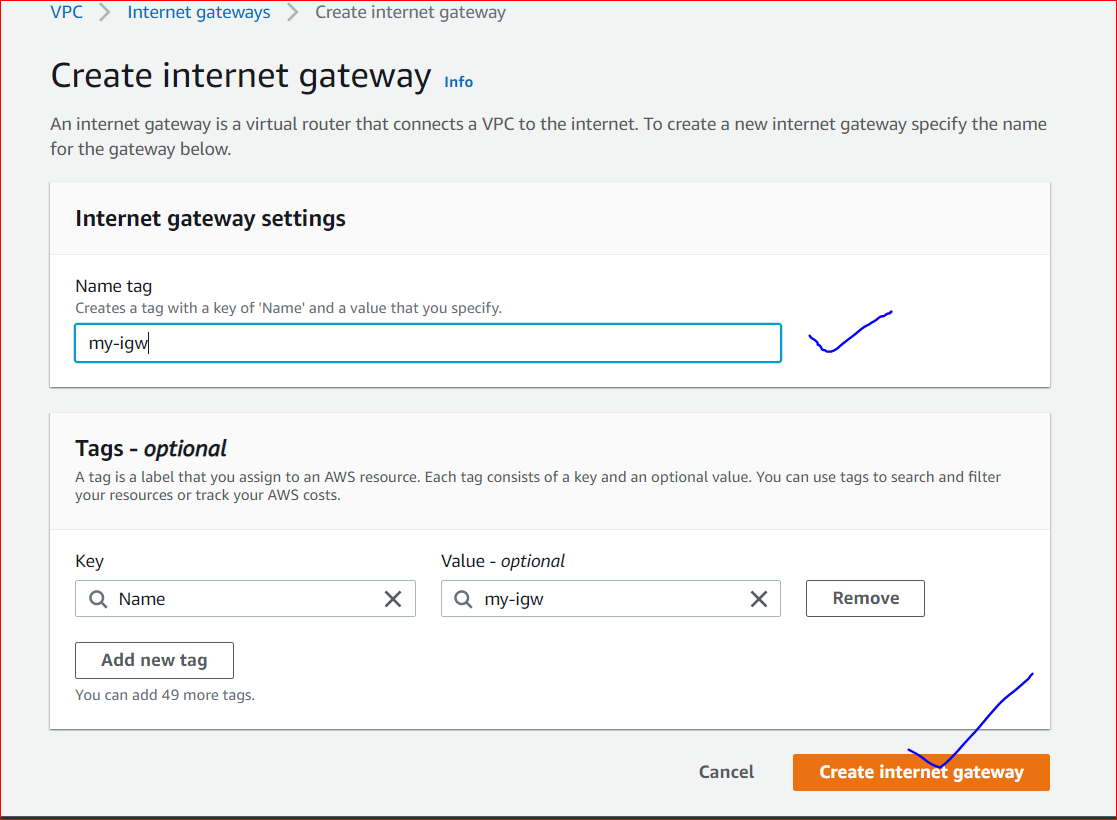 VPC > Internet gateways > Create internet gateway
Create internet gateway Info
An internet gateway is a virtual router that connects a VPC to the internet. To create a new internet gateway specify the name
for the gateway below.
Internet gateway settings
Name tag
Creates a tag with a key of 'Name' and a value that you specify.
my-igw
Tags - optional
A tag is a label that you assign to an AWS resource. Each tag consists of a key and an optional value. You can use tags to search and filter
your resources or track your AWS costs.
Key Value - optional
Name my-igw Remove
Add new tag
You can add 49 more tags.
Cancel Create internet gateway